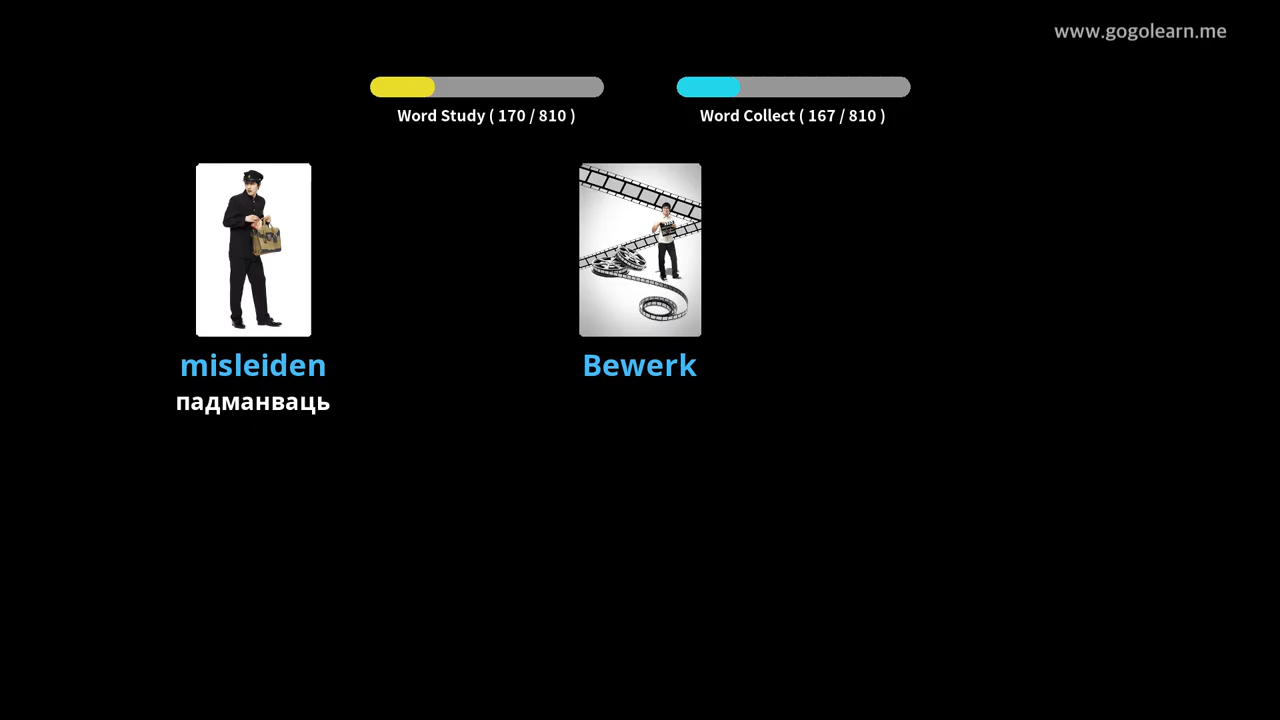 www.gogolearn.me
Word Study ( 170 / 810 )
Word Collect ( 167 / 810 )
misleiden
Bewerk
падманваць